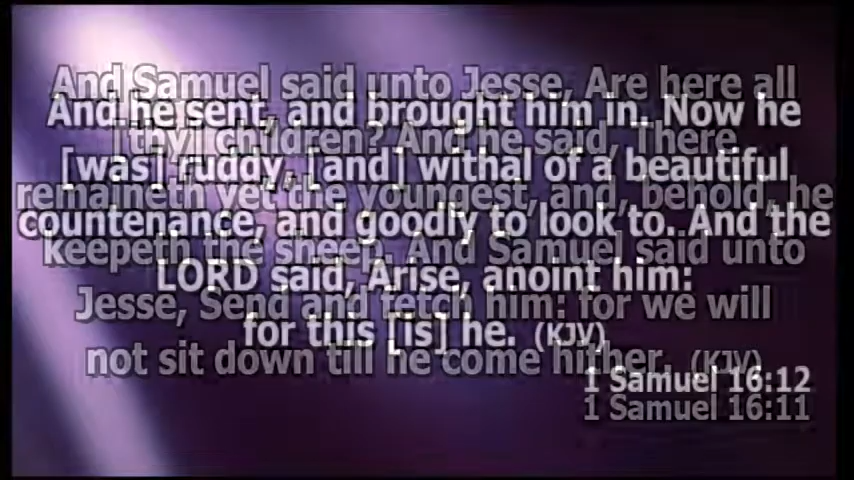 And Samuel said unto Jesse, Are here all
And he sent, and brought him in. Now he
[thy] children? And he said, There
[was] ruddy, [and] withal of a beautiful
remaineth yet the youngest, and, behold, he
countenance, and goodly to look to. And the
keepeth the sheep. And Samuel said unto
LORD said, Arise, anoint him:
Jesse, Send and fetch him: for we will
for this [is] he. (KJV)
not sit down till he come hither. (KJV)
1 Samuel 16:12
1 Samuel 16:11